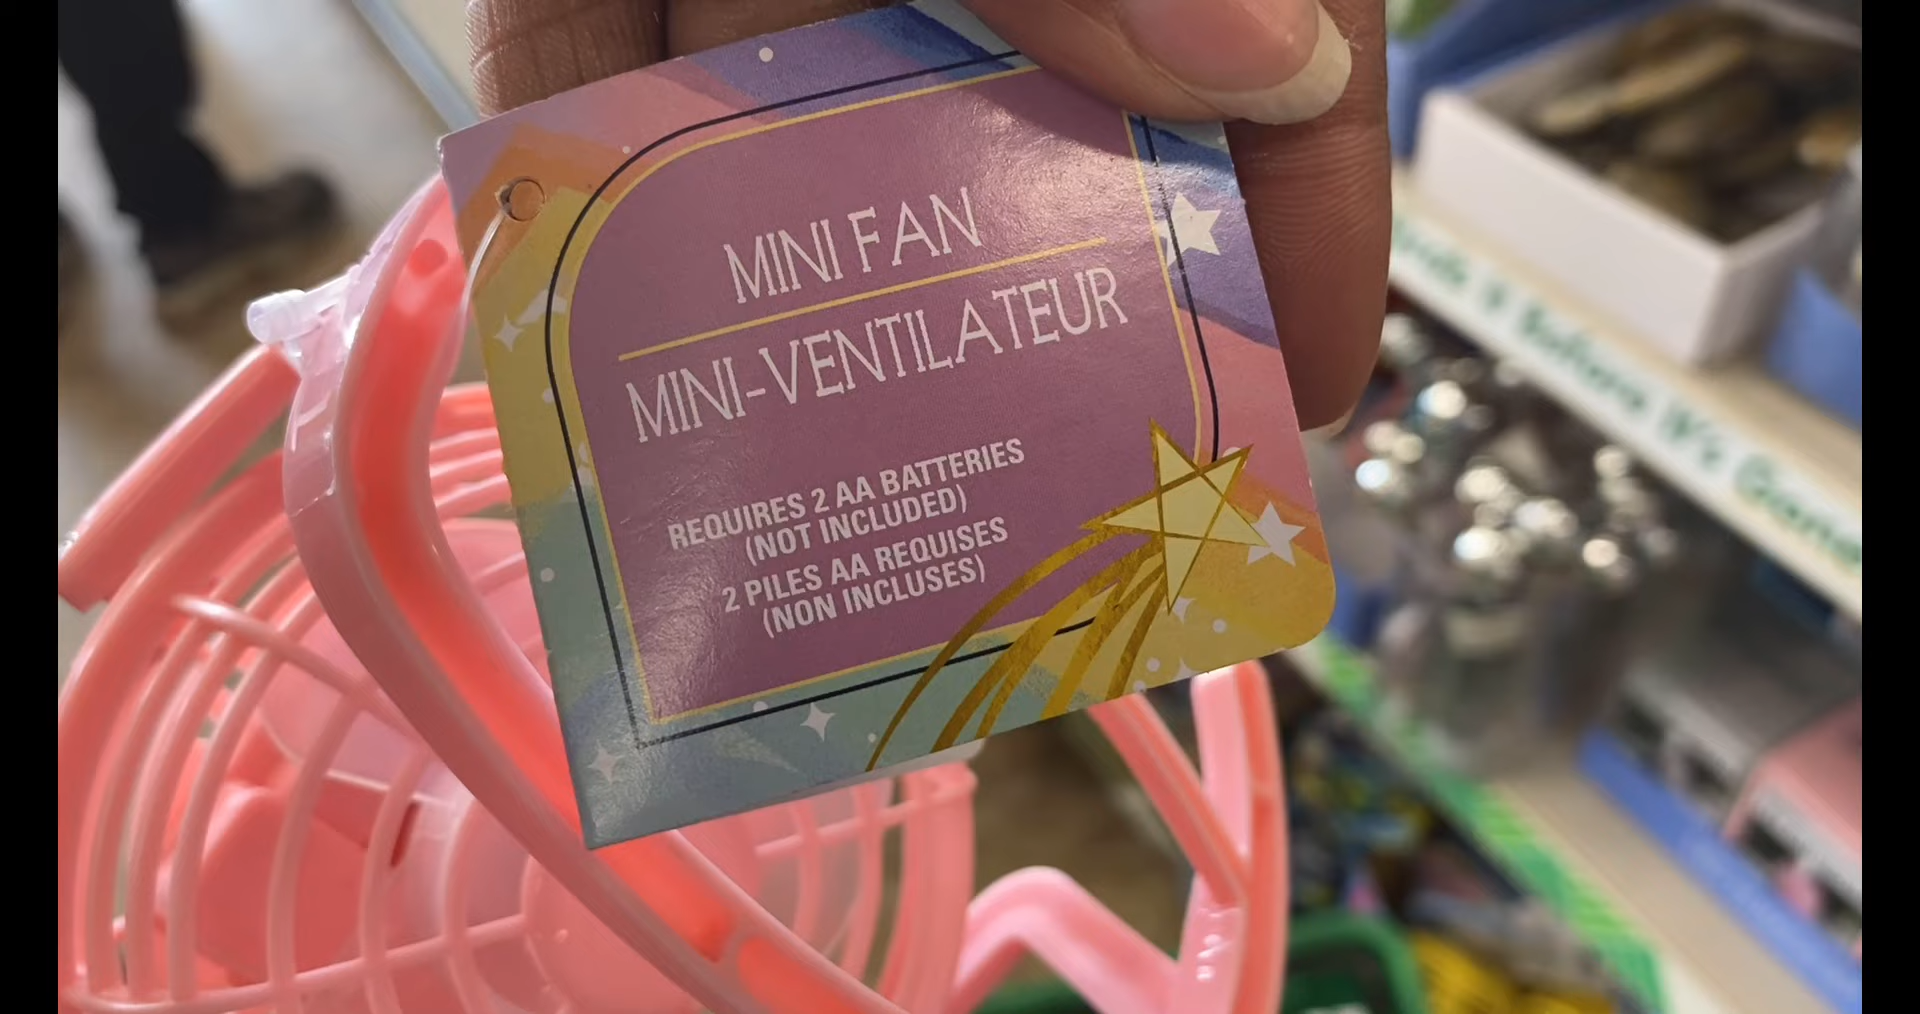 MINI FAN
MINI-VENTILATEUR
REQUIRES 2 AA BATTERIES
(NOT INCLUDED)
2 PILES AA REQUISES
(NON INCLUSES)